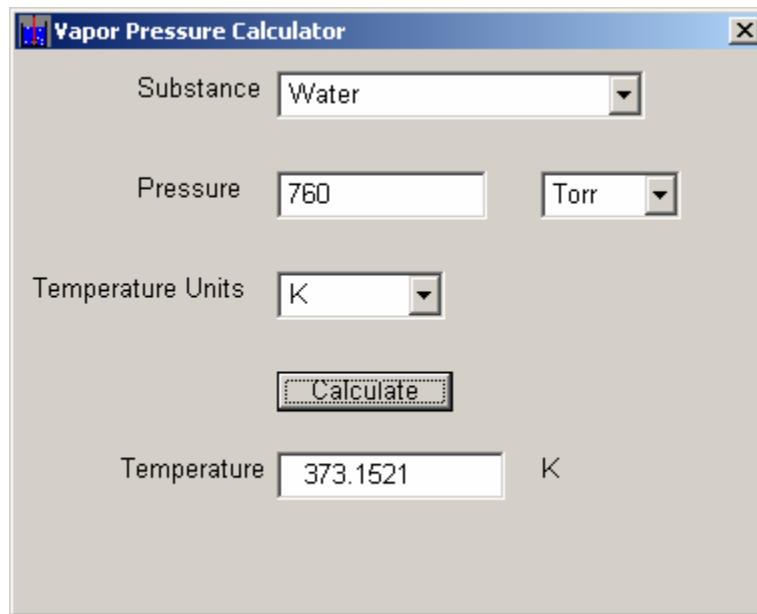 Vapor Pressure Calculator
Substance Water
Pressure 760 Torr
Temperature Units K
Calculate
Temperature 373.1521 K